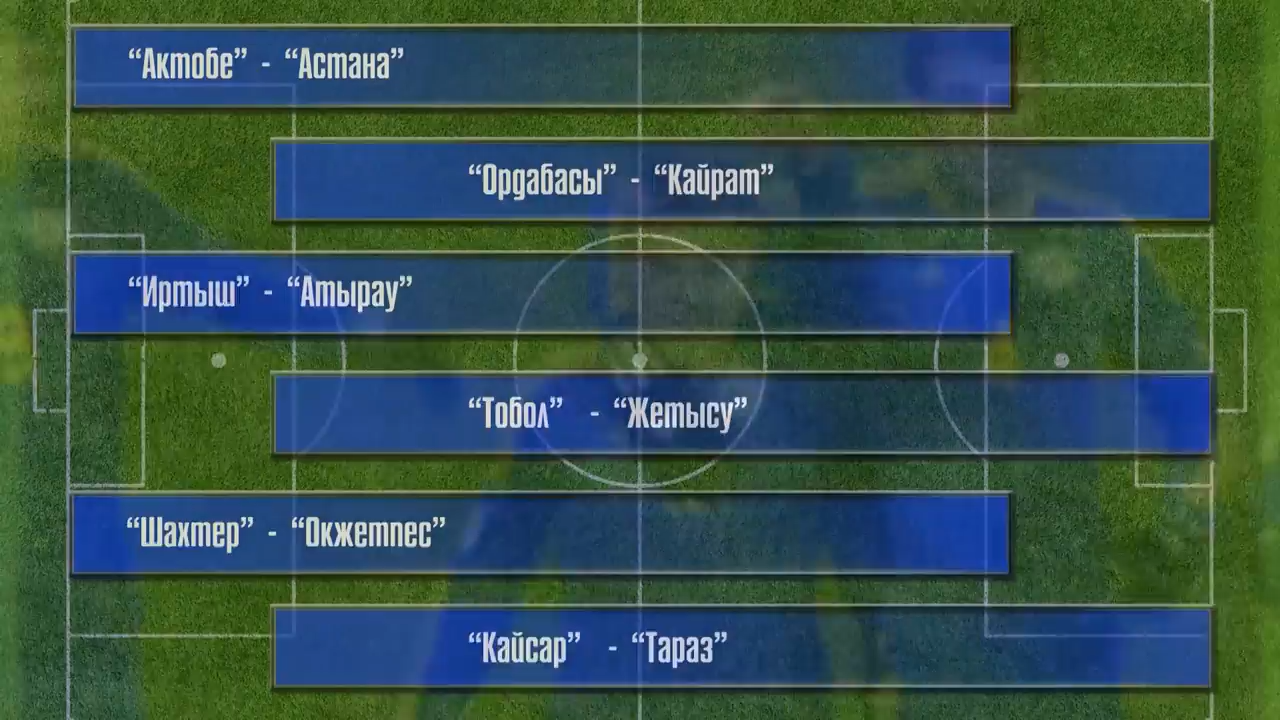 “Актобе” - “Астана”
“Ордабасы” - “Кайрат”
“Иртыш” - “Атырау”
“Тобол” - “Жетысу”
“Шахтер” - “Окжетпес”
“Кайсар” - “Тараз”